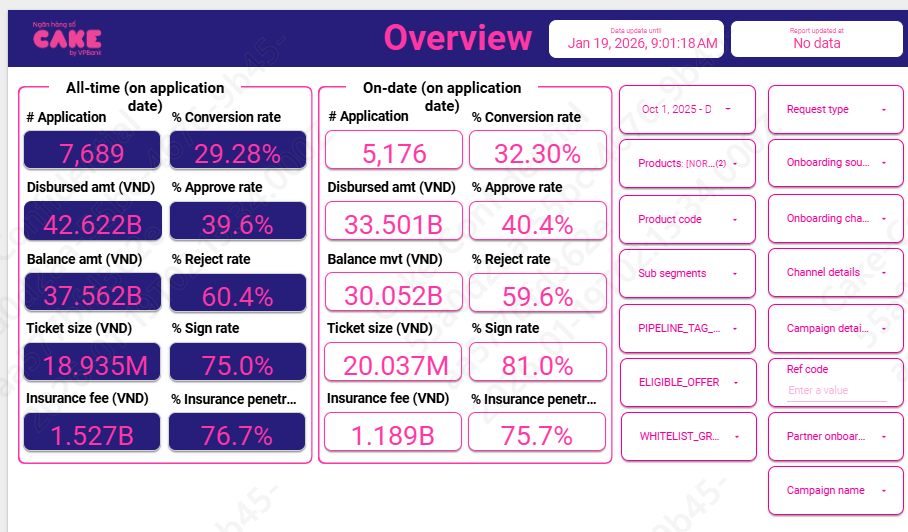 Ngân hàng số
CAKE
by VPBank
Overview
Data update until
Jan 19, 2026, 9:01:18 AM
Report updated at
No data
All-time (on application date)
# Application
% Conversion rate
7,689
29.28%
Disbursed amt (VND)
% Approve rate
42.622B
39.6%
Balance amt (VND)
% Reject rate
37.562B
60.4%
Ticket size (VND)
% Sign rate
18.935M
75.0%
Insurance fee (VND)
% Insurance penetr...
1.527B
76.7%
On-date (on application date)
# Application
% Conversion rate
5,176
32.30%
Disbursed amt (VND)
% Approve rate
33.501B
40.4%
Balance mvt (VND)
% Reject rate
30.052B
59.6%
Ticket size (VND)
% Sign rate
20.037M
81.0%
Insurance fee (VND)
% Insurance penetr...
1.189B
75.7%
Oct 1, 2025 - D
Products: [NOR...(2)
Product code
Sub segments
PIPELINE_TAG_...
ELIGIBLE_OFFER
WHITELIST_GR...
Request type
Onboarding sou...
Onboarding cha...
Channel details
Campaign detai...
Ref code
Enter a value
Partner onboar...
Campaign name